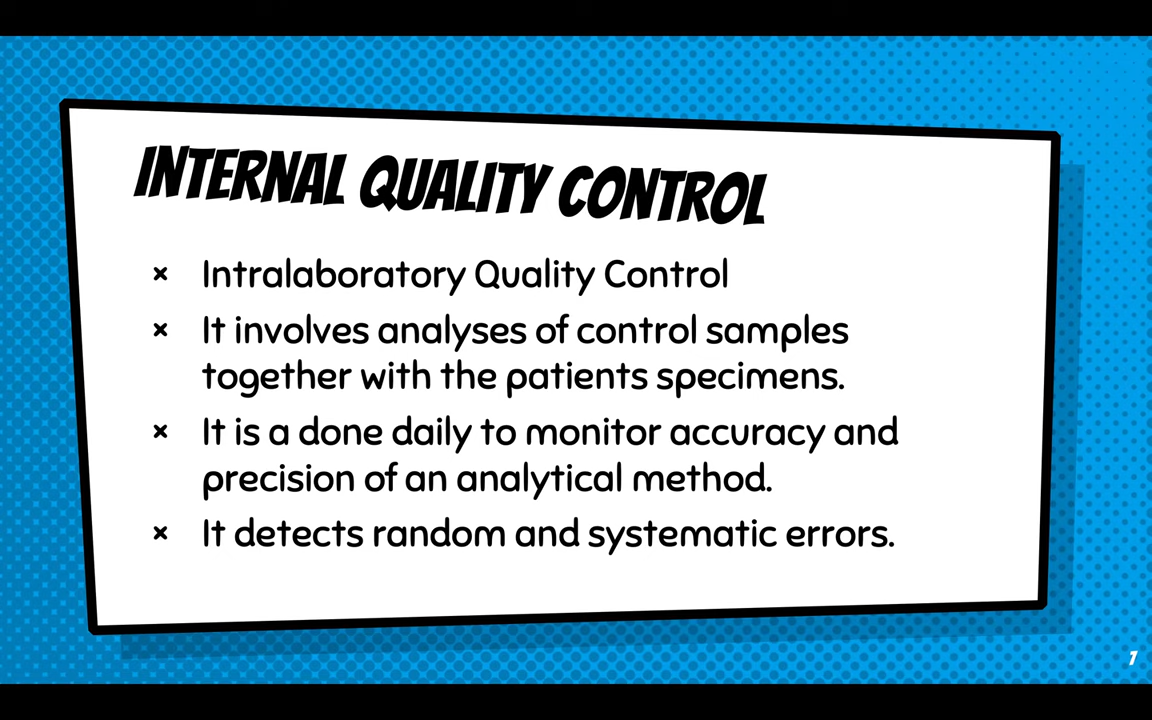 INTERNAL QUALITY CONTROL
× Intralaboratory Quality Control
× It involves analyses of control samples
together with the patients specimens.
× It is a done daily to monitor accuracy and
precision of an analytical method.
× It detects random and systematic errors.
1